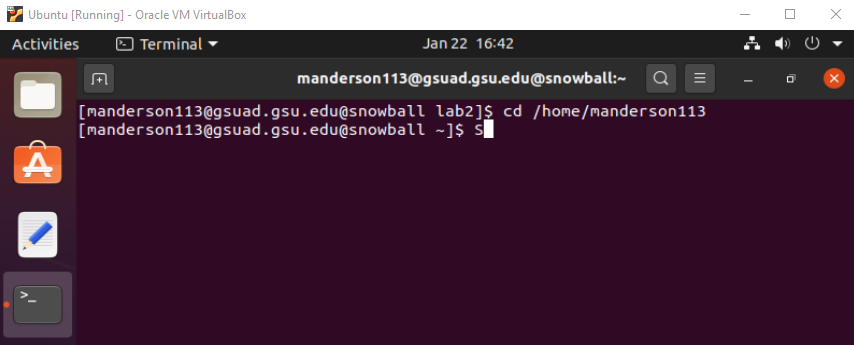 Ubuntu [Running] - Oracle VM VirtualBox
Activities Terminal Jan 22 16:42
manderson113@gsuad.gsu.edu@snowball:~
[manderson113@gsuad.gsu.edu@snowball lab2]$ cd /home/manderson113
[manderson113@gsuad.gsu.edu@snowball ~]$ S
>_